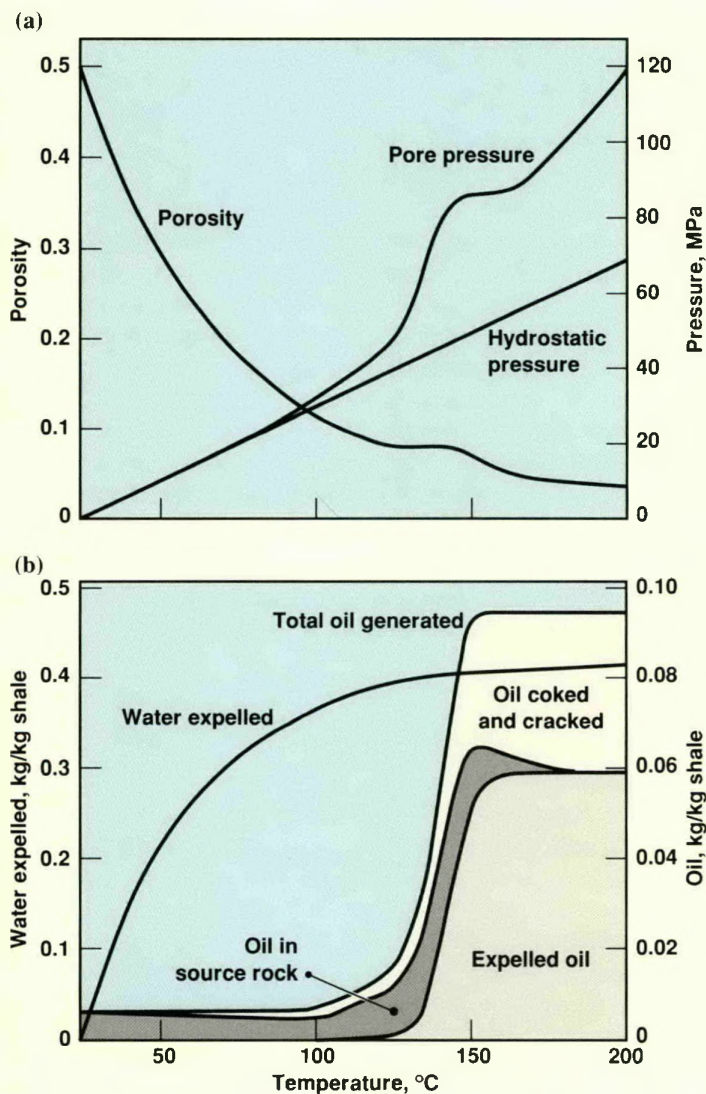 (a)
0.5
0.4
0.3
0.2
0.1
0
Porosity
Porosity
Pore pressure
Hydrostatic
pressure
120
100
80
60
40
20
0
Pressure, MPa
50
100
150
200
(b)
0.5
0.4
0.3
0.2
0.1
0
Water expelled, kg/kg shale
Total oil generated
Water expelled
Oil coked
and cracked
Oil in
source rock
Expelled oil
0.10
0.08
0.06
0.04
0.02
0
Oil, kg/kg shale
50
100
150
200
Temperature, °C